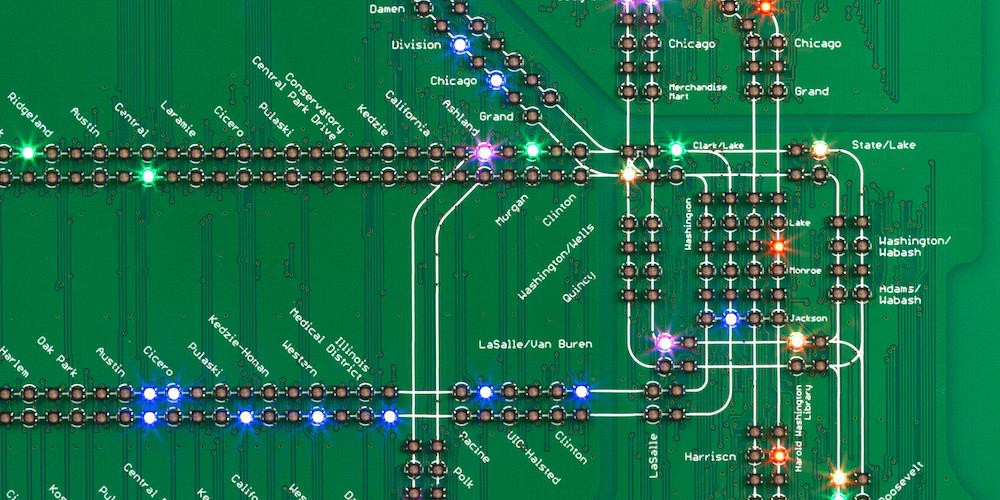 Damen
Division
Chicago
Grand
Chicago
Chicago
Merchandise
Mart
Grand
Ridgeland
Austin
Central
Laramie
Cicero
Pulaski
Conservatory
Central Park Drive
Kedzie
California
Ashland
Morgan
Clinton
Clark/Lake
State/Lake
Washington
Lake
Washington/
Wabash
Washington/Wells
Quincy
Monroe
Adams/
Wabash
Jackson
LaSalle/Van Buren
Harlem
Oak Park
Austin
Cicero
Pulaski
Kedzie-Homan
Western
Illinois
Medical District
Racine
UIC-Halsted
Clinton
LaSalle
Harold Washington
Library
Harrison
Polk
Roosevelt
Central